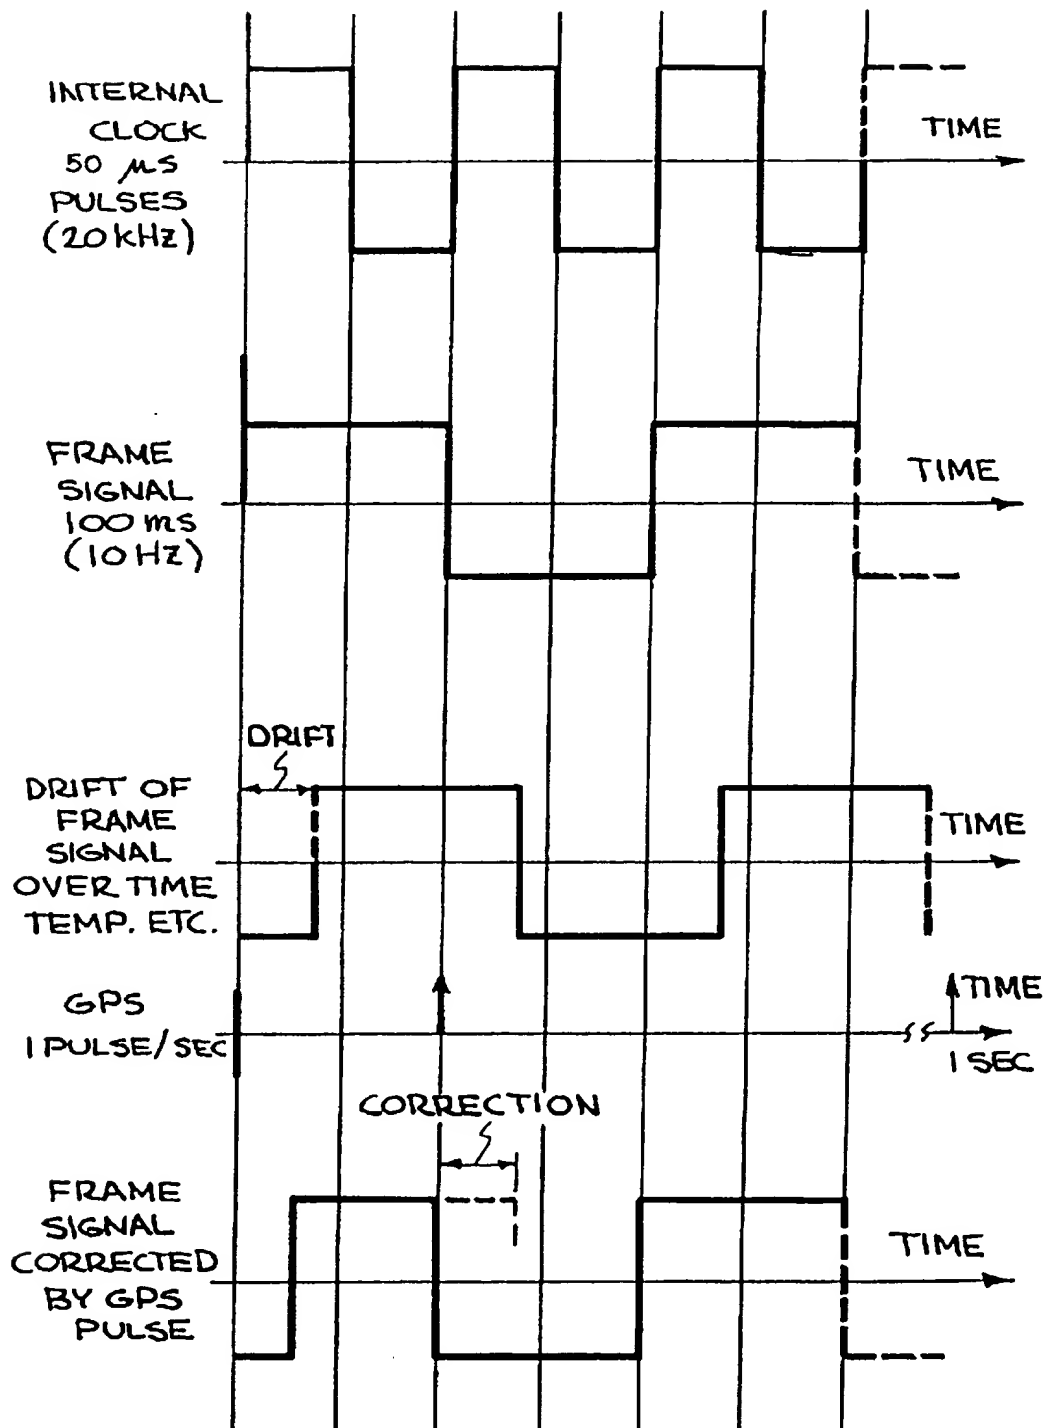 INTERNAL
CLOCK
50 μs
PULSES
(20 kHz)
TIME
FRAME
SIGNAL
100 ms
(10 Hz)
TIME
DRIFT
DRIFT OF
FRAME
SIGNAL
OVER TIME
TEMP. ETC.
TIME
GPS
1 PULSE/SEC
TIME
1 SEC
CORRECTION
FRAME
SIGNAL
CORRECTED
BY GPS
PULSE
TIME